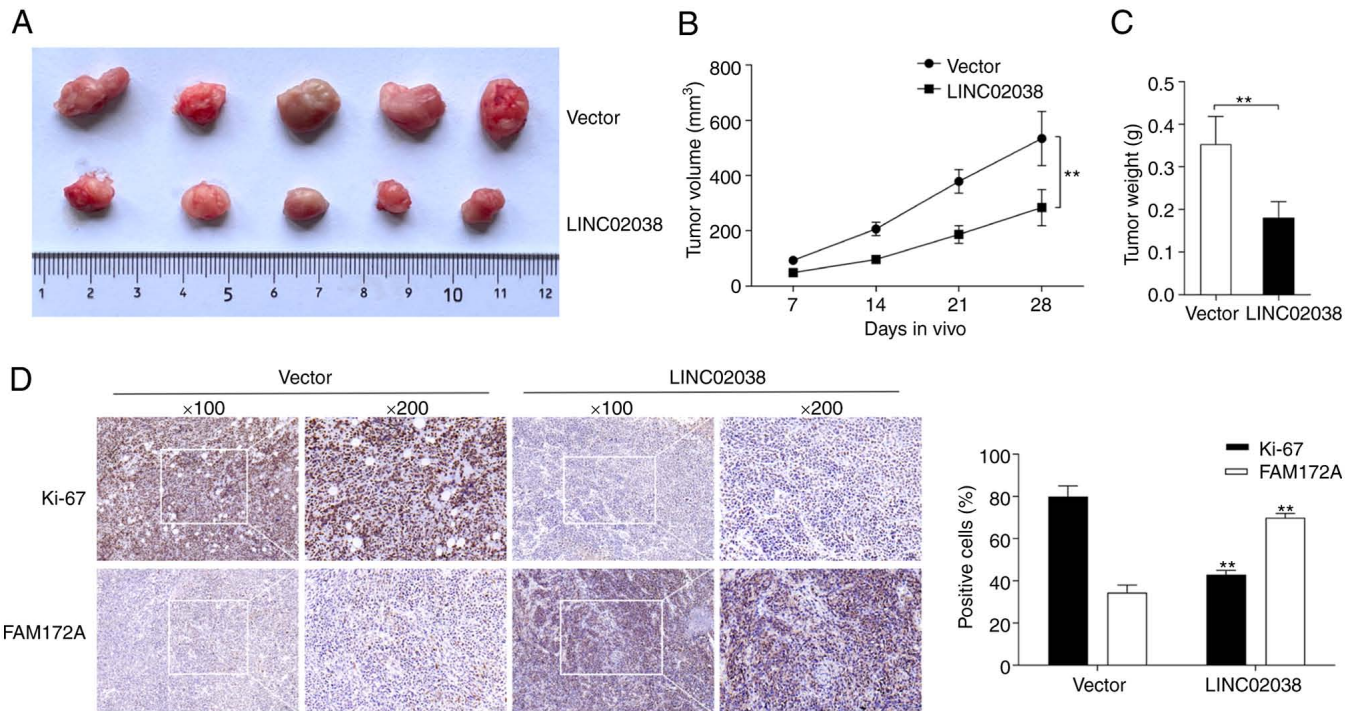 A
Vector
LINC02038
1 2 3 4 5 6 7 8 9 10 11 12
B
Vector
LINC02038
Tumor volume (mm³)
800
600
400
200
0
**
7 14 21 28
Days in vivo
C
Tumor weight (g)
0.5
0.4
0.3
0.2
0.1
0.0
**
Vector LINC02038
D
Vector LINC02038
×100 ×200 ×100 ×200
Ki-67
FAM172A
Ki-67
FAM172A
Positive cells (%)
100
80
60
40
20
0
**
**
Vector LINC02038